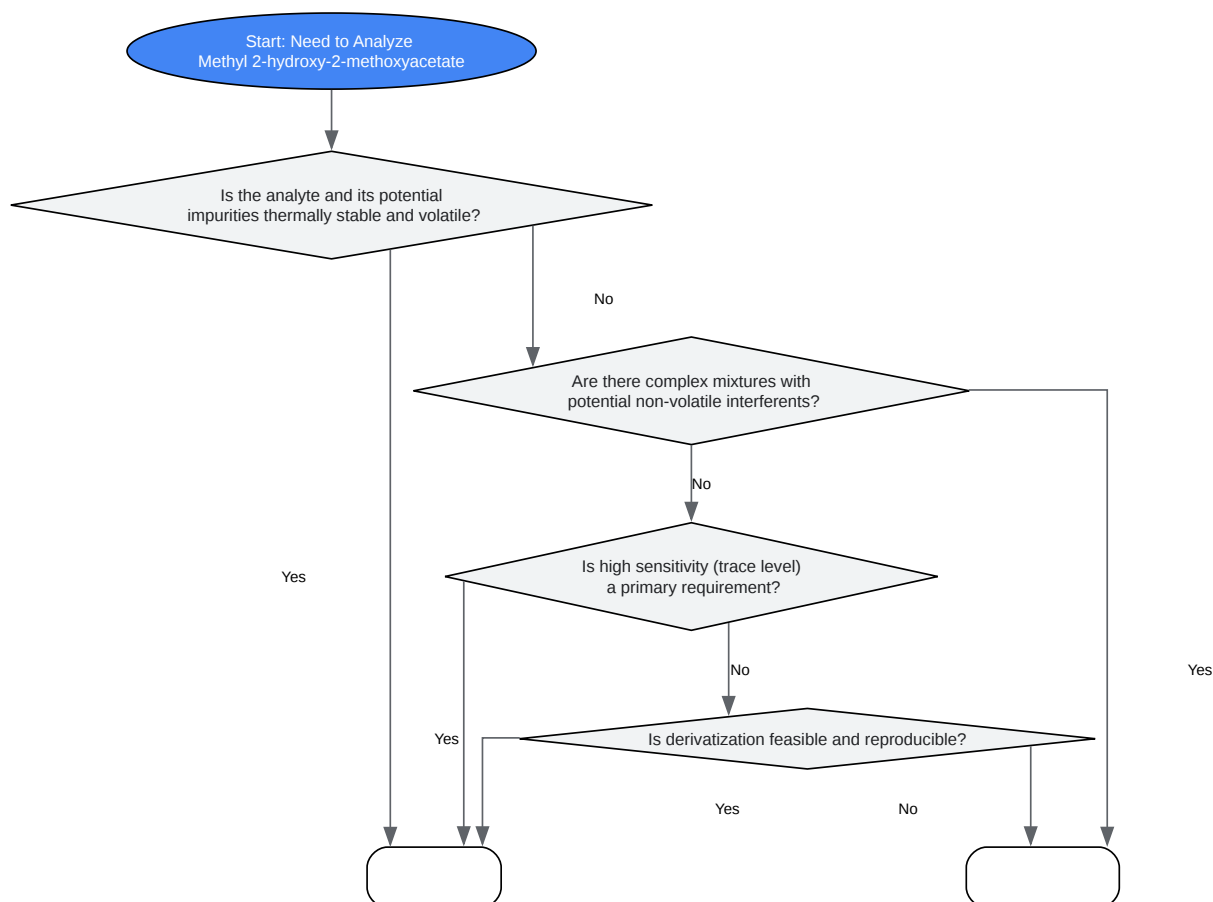 Start: Need to Analyze
Methyl 2-hydroxy-2-methoxyacetate
Is the analyte and its potential
impurities thermally stable and volatile?
No
Are there complex mixtures with
potential non-volatile interferents?
No
Is high sensitivity (trace level)
a primary requirement?
Yes
No
Yes
Yes
Is derivatization feasible and reproducible?
Yes
No